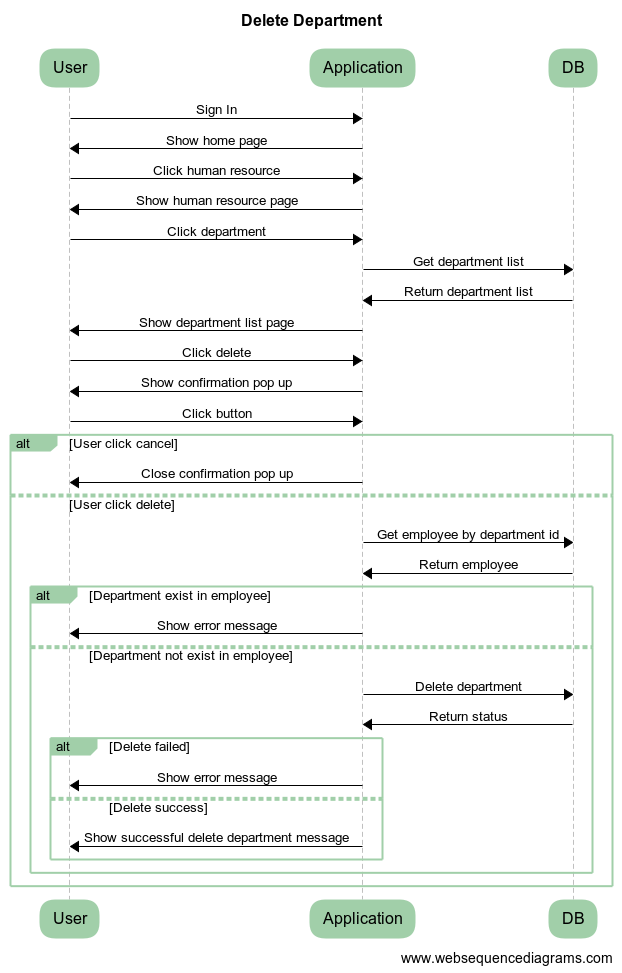 Delete Department
User Application DB
Sign In
Show home page
Click human resource
Show human resource page
Click department
Get department list
Return department list
Show department list page
Click delete
Show confirmation pop up
Click button
alt [User click cancel]
Close confirmation pop up
[User click delete]
Get employee by department id
Return employee
alt [Department exist in employee]
Show error message
[Department not exist in employee]
Delete department
Return status
alt [Delete failed]
Show error message
[Delete success]
Show successful delete department message
User Application DB
www.websequencediagrams.com